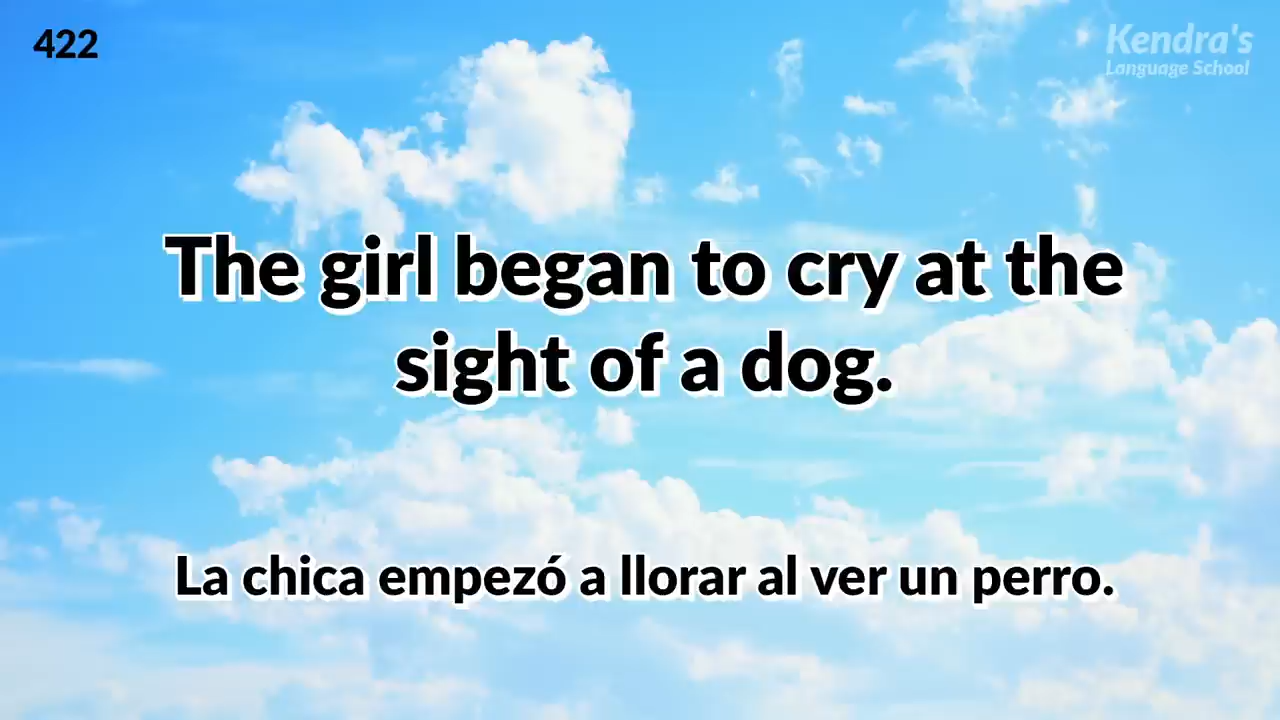 422
Kendra's
Language School
The girl began to cry at the
sight of a dog.
La chica empezó a llorar al ver un perro.